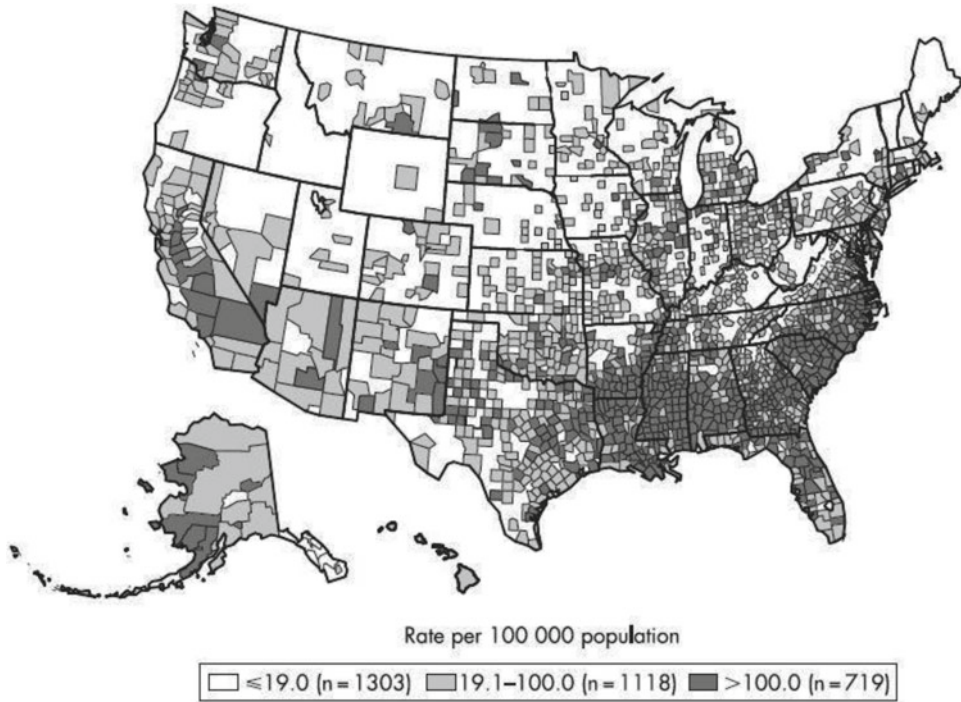 Rate per 100 000 population
⩽19.0 (n = 1303) 19.1–100.0 (n = 1118) >100.0 (n = 719)